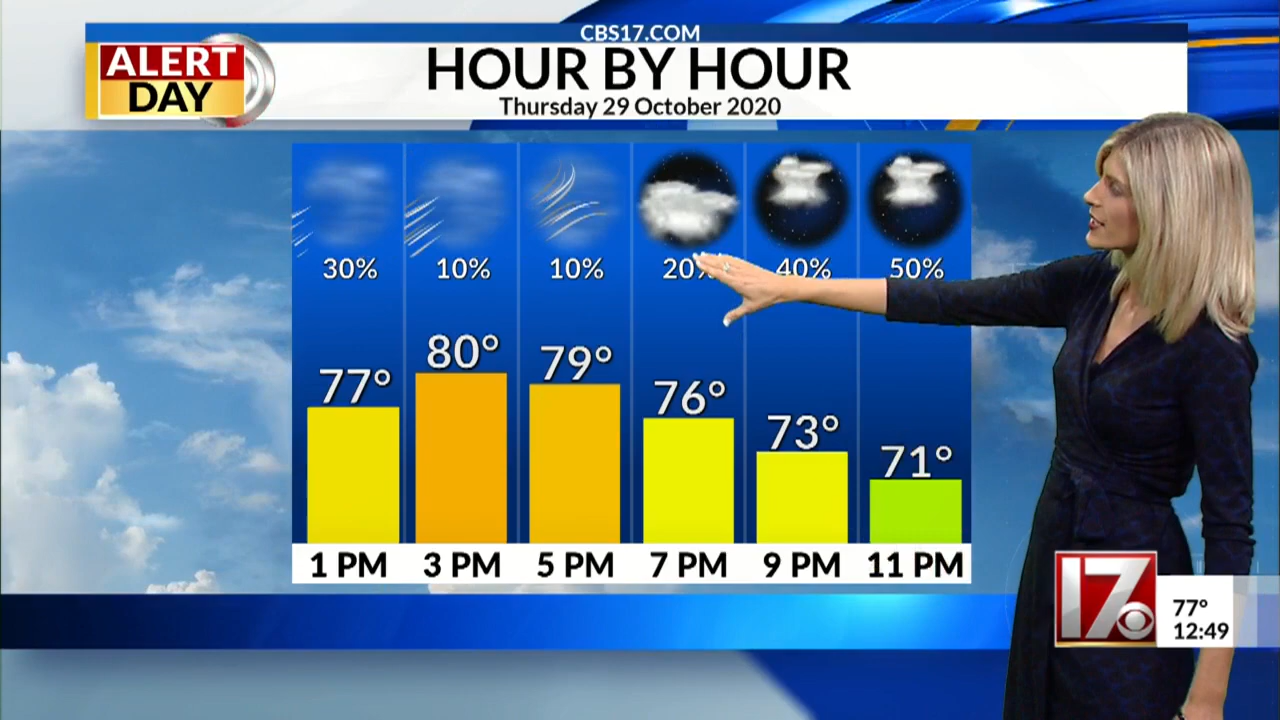 CBS17.COM
ALERT
DAY
HOUR BY HOUR
Thursday 29 October 2020
30% 10% 10% 20% 40% 50%
77° 80° 79° 76° 73° 71°
1 PM 3 PM 5 PM 7 PM 9 PM 11 PM
17
77°
12:49